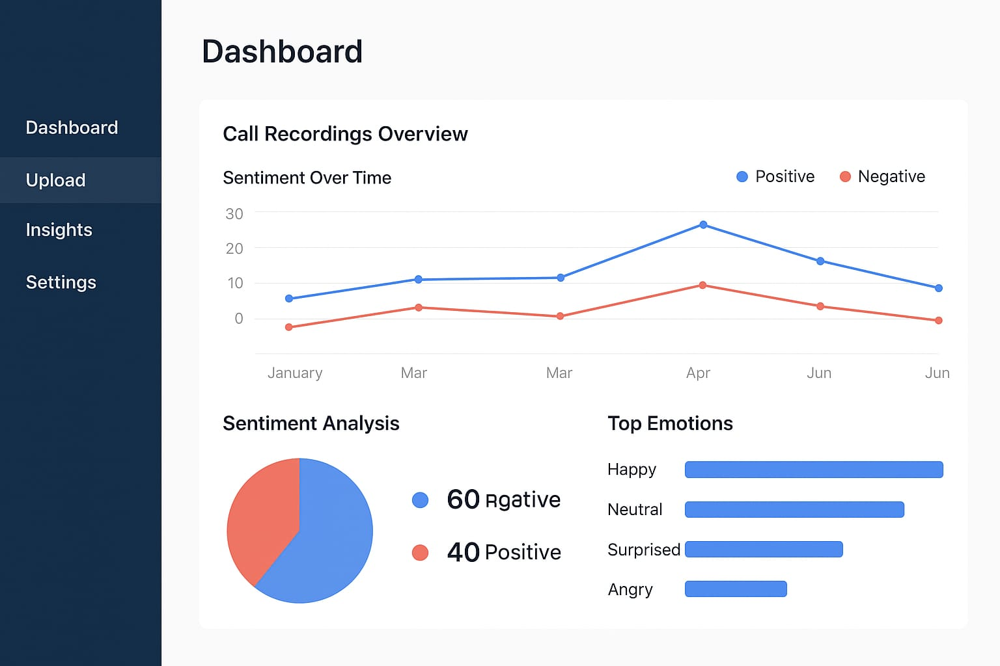 Dashboard
Upload
Insights
Settings
Dashboard
Call Recordings Overview
Sentiment Over Time
Positive
Negative
30
20
10
0
January Mar Mar Apr Jun Jun
Sentiment Analysis
60 Rgative
40 Positive
Top Emotions
Happy
Neutral
Surprised
Angry